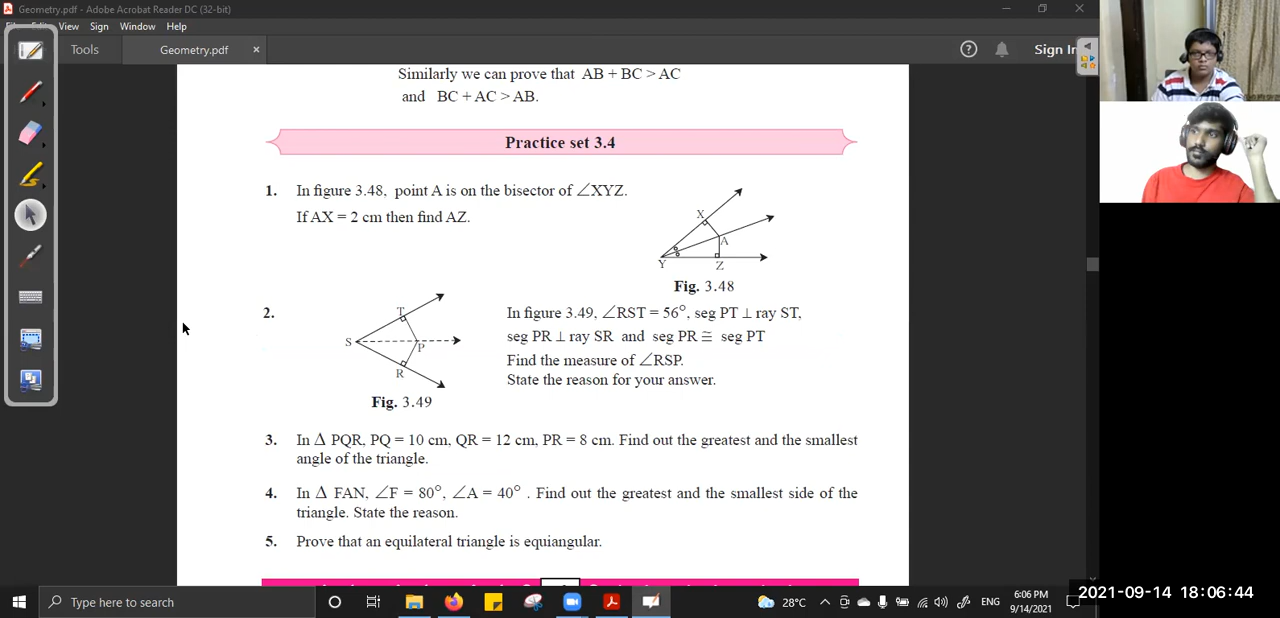 Geometry.pdf - Adobe Acrobat Reader DC (32-bit)
View Sign Window Help
Tools Geometry.pdf × Sign In
Similarly we can prove that AB + BC > AC
and BC + AC > AB.
Practice set 3.4
1. In figure 3.48, point A is on the bisector of ∠XYZ.
If AX = 2 cm then find AZ.
X
A
Y
Z
Fig. 3.48
2.
T
S
P
R
Fig. 3.49
In figure 3.49, ∠RST = 56°, seg PT ⊥ ray ST,
seg PR ⊥ ray SR and seg PR ≅ seg PT
Find the measure of ∠RSP.
State the reason for your answer.
3. In Δ PQR, PQ = 10 cm, QR = 12 cm, PR = 8 cm. Find out the greatest and the smallest
angle of the triangle.
4. In Δ FAN, ∠F = 80°, ∠A = 40° . Find out the greatest and the smallest side of the
triangle. State the reason.
5. Prove that an equilateral triangle is equiangular.
Type here to search
28°C
ENG
6:06 PM
9/14/2021
2021-09-14 18:06:44